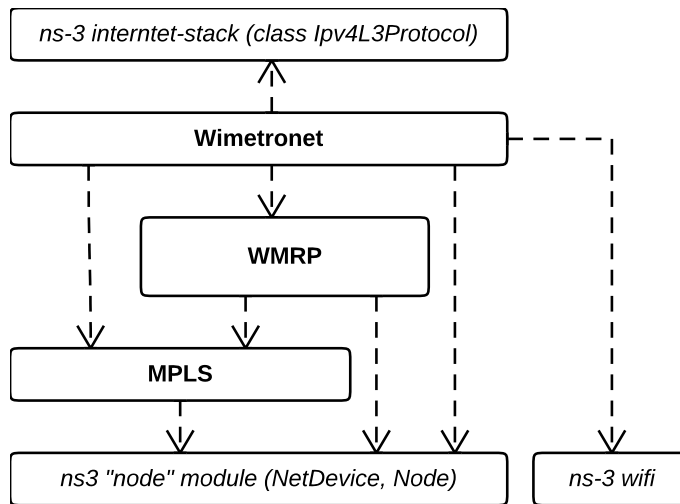 ns-3 interntet-stack (class Ipv4L3Protocol)
Wimetronet
WMRP
MPLS
ns3 "node" module (NetDevice, Node)
ns-3 wifi